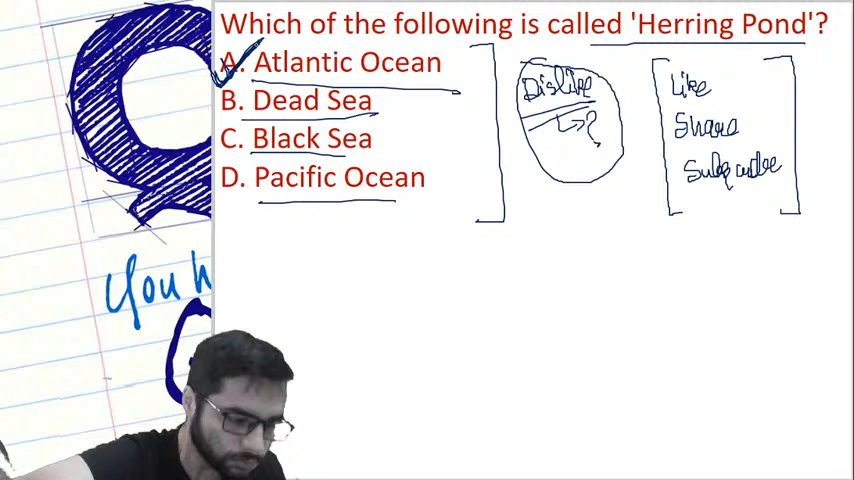 Which of the following is called 'Herring Pond'?
A. Atlantic Ocean
B. Dead Sea
C. Black Sea
D. Pacific Ocean
Dislike
?
Like
Share
You